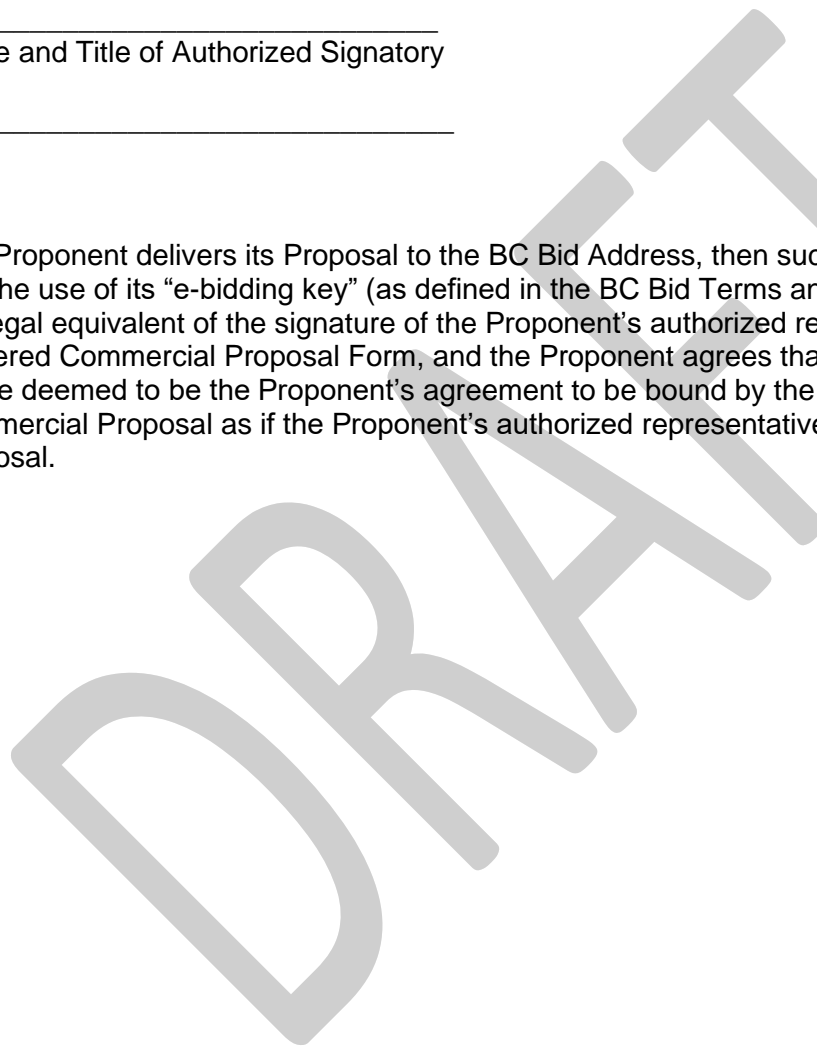 e and Title of Authorized Signatory
Proponent delivers its Proposal to the BC Bid Address, then suc
he use of its “e-bidding key” (as defined in the BC Bid Terms an
egal equivalent of the signature of the Proponent’s authorized re
ered Commercial Proposal Form, and the Proponent agrees tha
e deemed to be the Proponent’s agreement to be bound by the
mercial Proposal as if the Proponent’s authorized representative
osal.
DRAFT